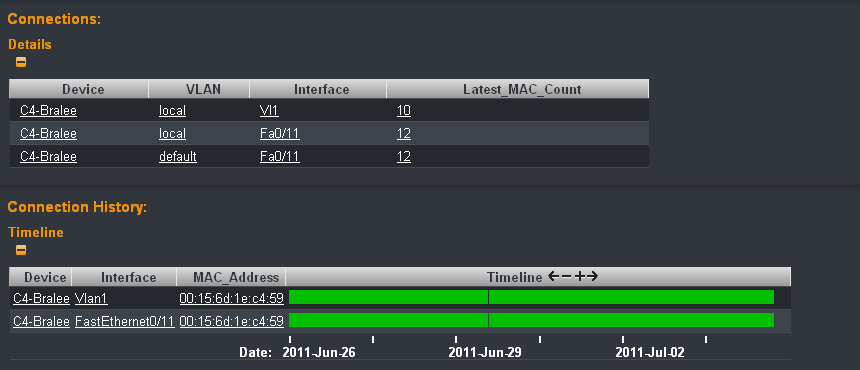 Connections:
Details
Device VLAN Interface Latest_MAC_Count
C4-Bralee local Vl1 10
C4-Bralee local Fa0/11 12
C4-Bralee default Fa0/11 12
Connection History:
Timeline
Device Interface MAC_Address Timeline ←−+→
C4-Bralee Vlan1 00:15:6d:1e:c4:59
C4-Bralee FastEthernet0/11 00:15:6d:1e:c4:59
Date: 2011-Jun-26 2011-Jun-29 2011-Jul-02